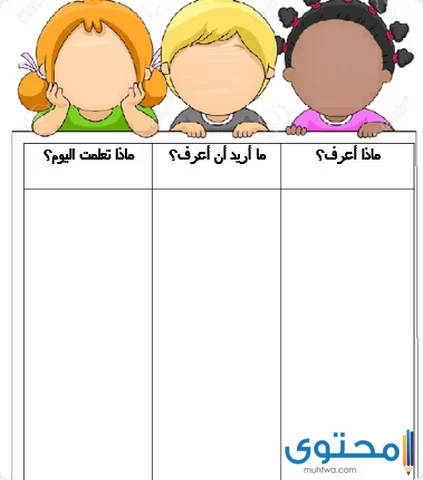 ماذا أعرف؟
ما أريد أن أعرف؟
ماذا تعلمت اليوم؟
محتوى
muhtwa.com